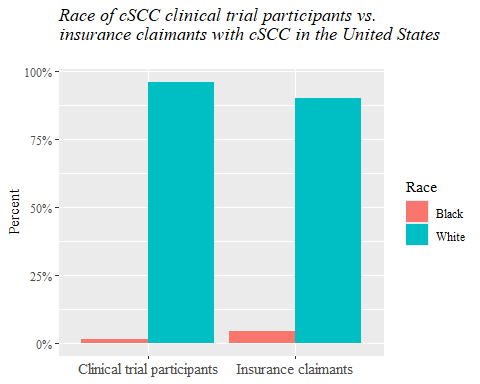 Race of cSCC clinical trial participants vs.
insurance claimants with cSCC in the United States
100%
75%
50%
25%
0%
Percent
Clinical trial participants
Insurance claimants
Race
Black
White